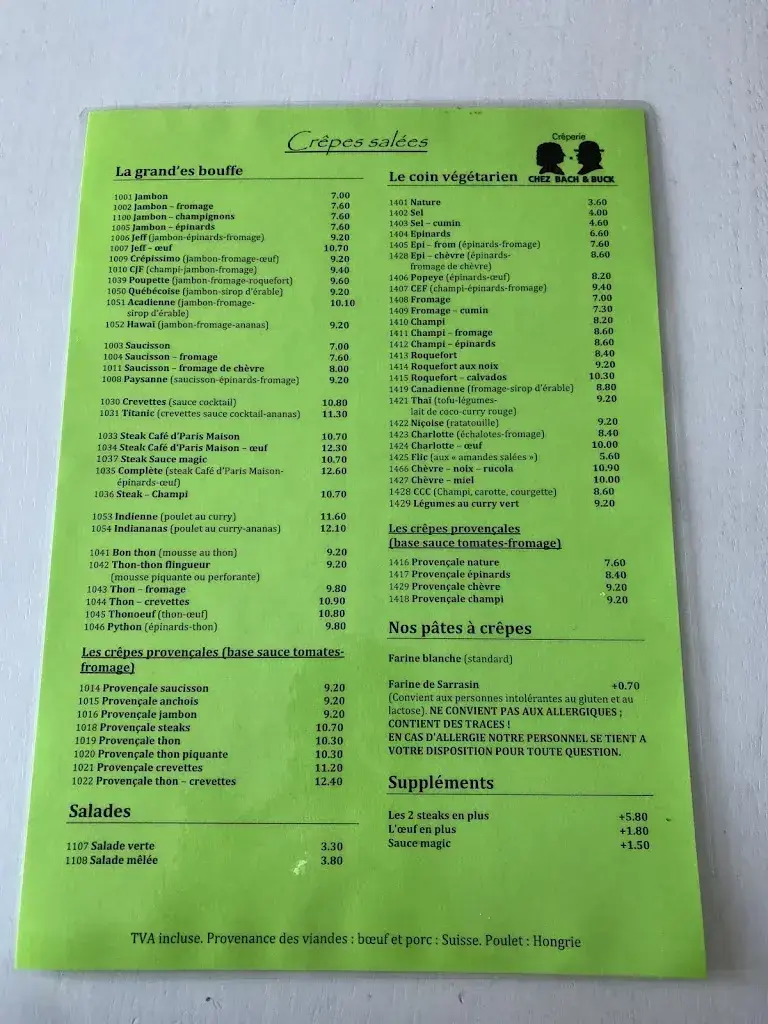 Crêpes salées
La grand'es bouffe
1001 Jambon 7.00
1002 Jambon – fromage 7.60
1100 Jambon – champignons 7.60
1005 Jambon – épinards 7.60
1006 Jeff (jambon-épinards-fromage) 9.20
1007 Jeff – œuf 10.70
1009 Crépissimo (jambon-fromage-œuf) 9.20
1010 CJF (champi-jambon-fromage) 9.40
1039 Poupette (jambon-fromage-roquefort) 9.60
1050 Québécoise (jambon-sirop d'érable) 9.20
1051 Acadienne (jambon-fromage- 10.10
sirop d'érable)
1052 Hawaï (jambon-fromage-ananas) 9.20
1003 Saucisson 7.00
1004 Saucisson – fromage 7.60
1011 Saucisson – fromage de chèvre 8.00
1008 Paysanne (saucisson-épinards-fromage) 9.20
1030 Crevettes (sauce cocktail) 10.80
1031 Titanic (crevettes sauce cocktail-ananas) 11.30
1033 Steak Café d'Paris Maison 10.70
1034 Steak Café d'Paris Maison – œuf 12.30
1037 Steak Sauce magic 10.70
1035 Complète (steak Café d'Paris Maison- 12.60
épinards-œuf)
1036 Steak – Champi 10.70
1053 Indienne (poulet au curry) 11.60
1054 Indiananas (poulet au curry-ananas) 12.10
1041 Bon thon (mousse au thon) 9.20
1042 Thon-thon flingueur 9.20
(mousse piquante ou perforante)
1043 Thon – fromage 9.80
1044 Thon – crevettes 10.90
1045 Thonoeuf (thon-œuf) 10.80
1046 Python (épinards-thon) 9.80
Les crêpes provençales (base sauce tomates-
fromage)
1014 Provençale saucisson 9.20
1015 Provençale anchois 9.20
1016 Provençale jambon 9.20
1018 Provençale steaks 10.70
1019 Provençale thon 10.30
1020 Provençale thon piquante 10.30
1021 Provençale crevettes 11.20
1022 Provençale thon – crevettes 12.40
Salades
1107 Salade verte 3.30
1108 Salade mêlée 3.80
Crêperie
CHEZ BACH & BUCK
Le coin végétarien
1401 Nature 3.60
1402 Sel 4.00
1403 Sel – cumin 4.60
1404 Epinards 6.60
1405 Epi – from (épinards-fromage) 7.60
1428 Epi – chèvre (épinards- 8.60
fromage de chèvre)
1406 Popeye (épinards-œuf) 8.20
1407 CEF (champi-épinards-fromage) 9.40
1408 Fromage 7.00
1409 Fromage – cumin 7.30
1410 Champi 8.20
1411 Champi – fromage 8.60
1412 Champi – épinards 8.60
1413 Roquefort 8.40
1414 Roquefort aux noix 9.20
1415 Roquefort – calvados 10.30
1419 Canadienne (fromage-sirop d'érable) 8.80
1421 Thaï (tofu-légumes- 9.20
lait de coco-curry rouge)
1422 Niçoise (ratatouille) 9.20
1423 Charlotte (échalotes-fromage) 8.40
1424 Charlotte – œuf 10.00
1425 Flic (aux « amandes salées ») 5.60
1466 Chèvre – noix – rucola 10.90
1427 Chèvre – miel 10.00
1428 CCC (Champi, carotte, courgette) 8.60
1429 Légumes au curry vert 9.20
Les crêpes provençales
(base sauce tomates-fromage)
1416 Provençale nature 7.60
1417 Provençale épinards 8.40
1429 Provençale chèvre 9.20
1418 Provençale champi 9.20
Nos pâtes à crêpes
Farine blanche (standard)
Farine de Sarrasin +0.70
(Convient aux personnes intolérantes au gluten et au
lactose). NE CONVIENT PAS AUX ALLERGIQUES ;
CONTIENT DES TRACES !
EN CAS D'ALLERGIE NOTRE PERSONNEL SE TIENT A
VOTRE DISPOSITION POUR TOUTE QUESTION.
Suppléments
Les 2 steaks en plus +5.80
L'œuf en plus +1.80
Sauce magic +1.50
TVA incluse. Provenance des viandes : bœuf et porc : Suisse. Poulet : Hongrie